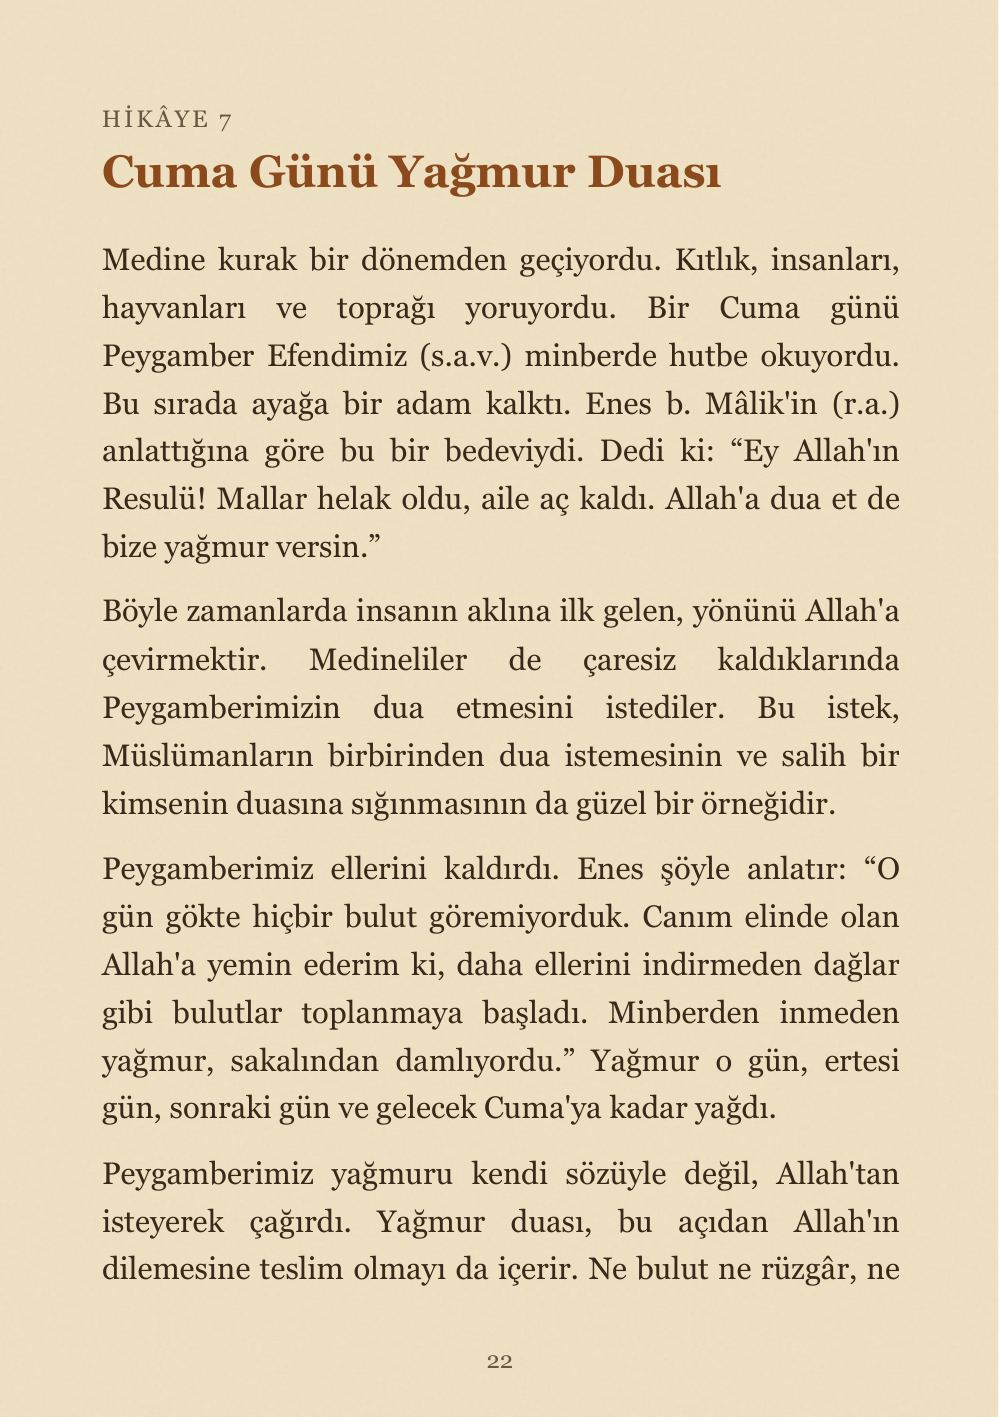 HİKÂYE 7
Cuma Günü Yağmur Duası
Medine kurak bir dönemden geçiyordu. Kıtlık, insanları,
hayvanları ve toprağı yoruyordu. Bir Cuma günü
Peygamber Efendimiz (s.a.v.) minberde hutbe okuyordu.
Bu sırada ayağa bir adam kalktı. Enes b. Mâlik'in (r.a.)
anlattığına göre bu bir bedeviydi. Dedi ki: “Ey Allah'ın
Resulü! Mallar helak oldu, aile aç kaldı. Allah'a dua et de
bize yağmur versin.”
Böyle zamanlarda insanın aklına ilk gelen, yönünü Allah'a
çevirmektir. Medineliler de çaresiz kaldıklarında
Peygamberimizin dua etmesini istediler. Bu istek,
Müslümanların birbirinden dua istemesinin ve salih bir
kimsenin duasına sığınmasının da güzel bir örneğidir.
Peygamberimiz ellerini kaldırdı. Enes şöyle anlatır: “O
gün gökte hiçbir bulut göremiyorduk. Canım elinde olan
Allah'a yemin ederim ki, daha ellerini indirmeden dağlar
gibi bulutlar toplanmaya başladı. Minberden inmeden
yağmur, sakalından damlıyordu.” Yağmur o gün, ertesi
gün, sonraki gün ve gelecek Cuma'ya kadar yağdı.
Peygamberimiz yağmuru kendi sözüyle değil, Allah'tan
isteyerek çağırdı. Yağmur duası, bu açıdan Allah'ın
dilemesine teslim olmayı da içerir. Ne bulut ne rüzgâr, ne
22